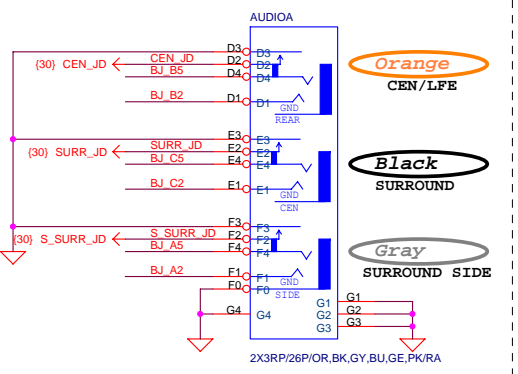 AUDIOA
D3 D3
{30} CEN_JD CEN_JD D2 D2
BJ_B5 D4 D4
Orange
CEN/LFE
BJ_B2 D1 D1
GND
REAR
E3 E3
{30} SURR_JD SURR_JD E2 E2
BJ_C5 E4 E4
Black
SURROUND
BJ_C2 E1 E1
GND
CEN
F3 F3
{30} S_SURR_JD S_SURR_JD F2 F2
BJ_A5 F4 F4
Gray
SURROUND SIDE
BJ_A2 F1 F1
GND
F0 F0
SIDE
G1 G1
G4 G4 G2 G2
G3 G3
2X3RP/26P/OR,BK,GY,BU,GE,PK/RA